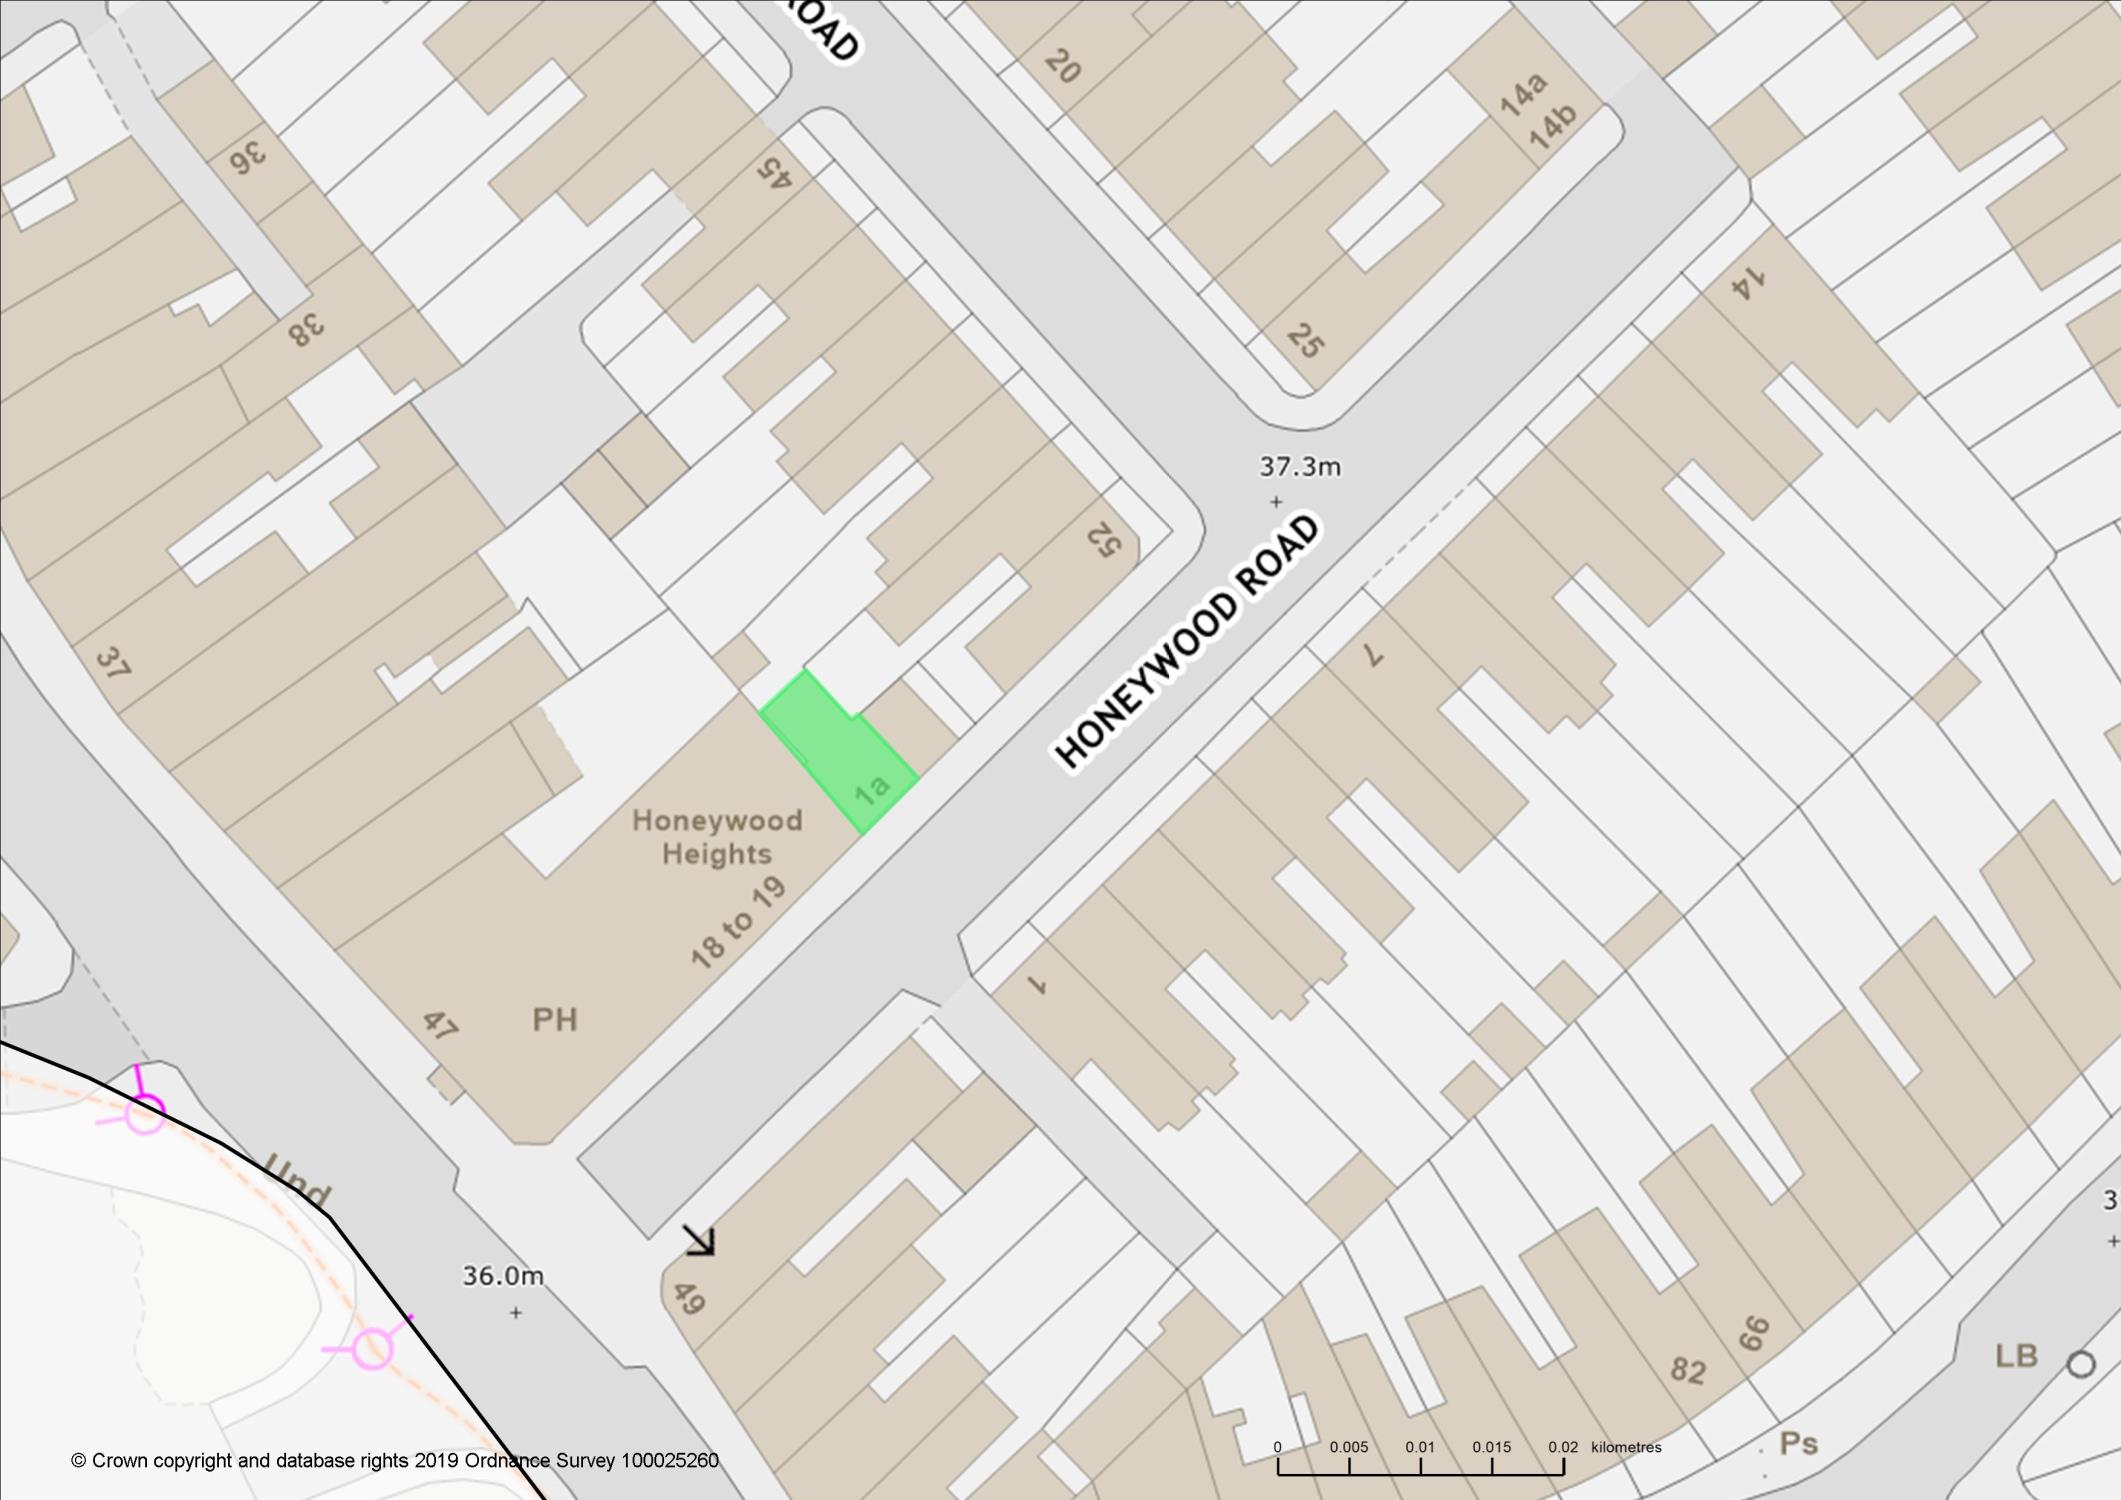 ROAD
20
14a
14b
36
45
14
38
25
37.3m
52
HONEYWOOD ROAD
7
37
1a
Honeywood
Heights
18 to 19
1
47
PH
Und
36.0m
49
66
82
LB
Ps
0 0.005 0.01 0.015 0.02 kilometres
© Crown copyright and database rights 2019 Ordnance Survey 100025260